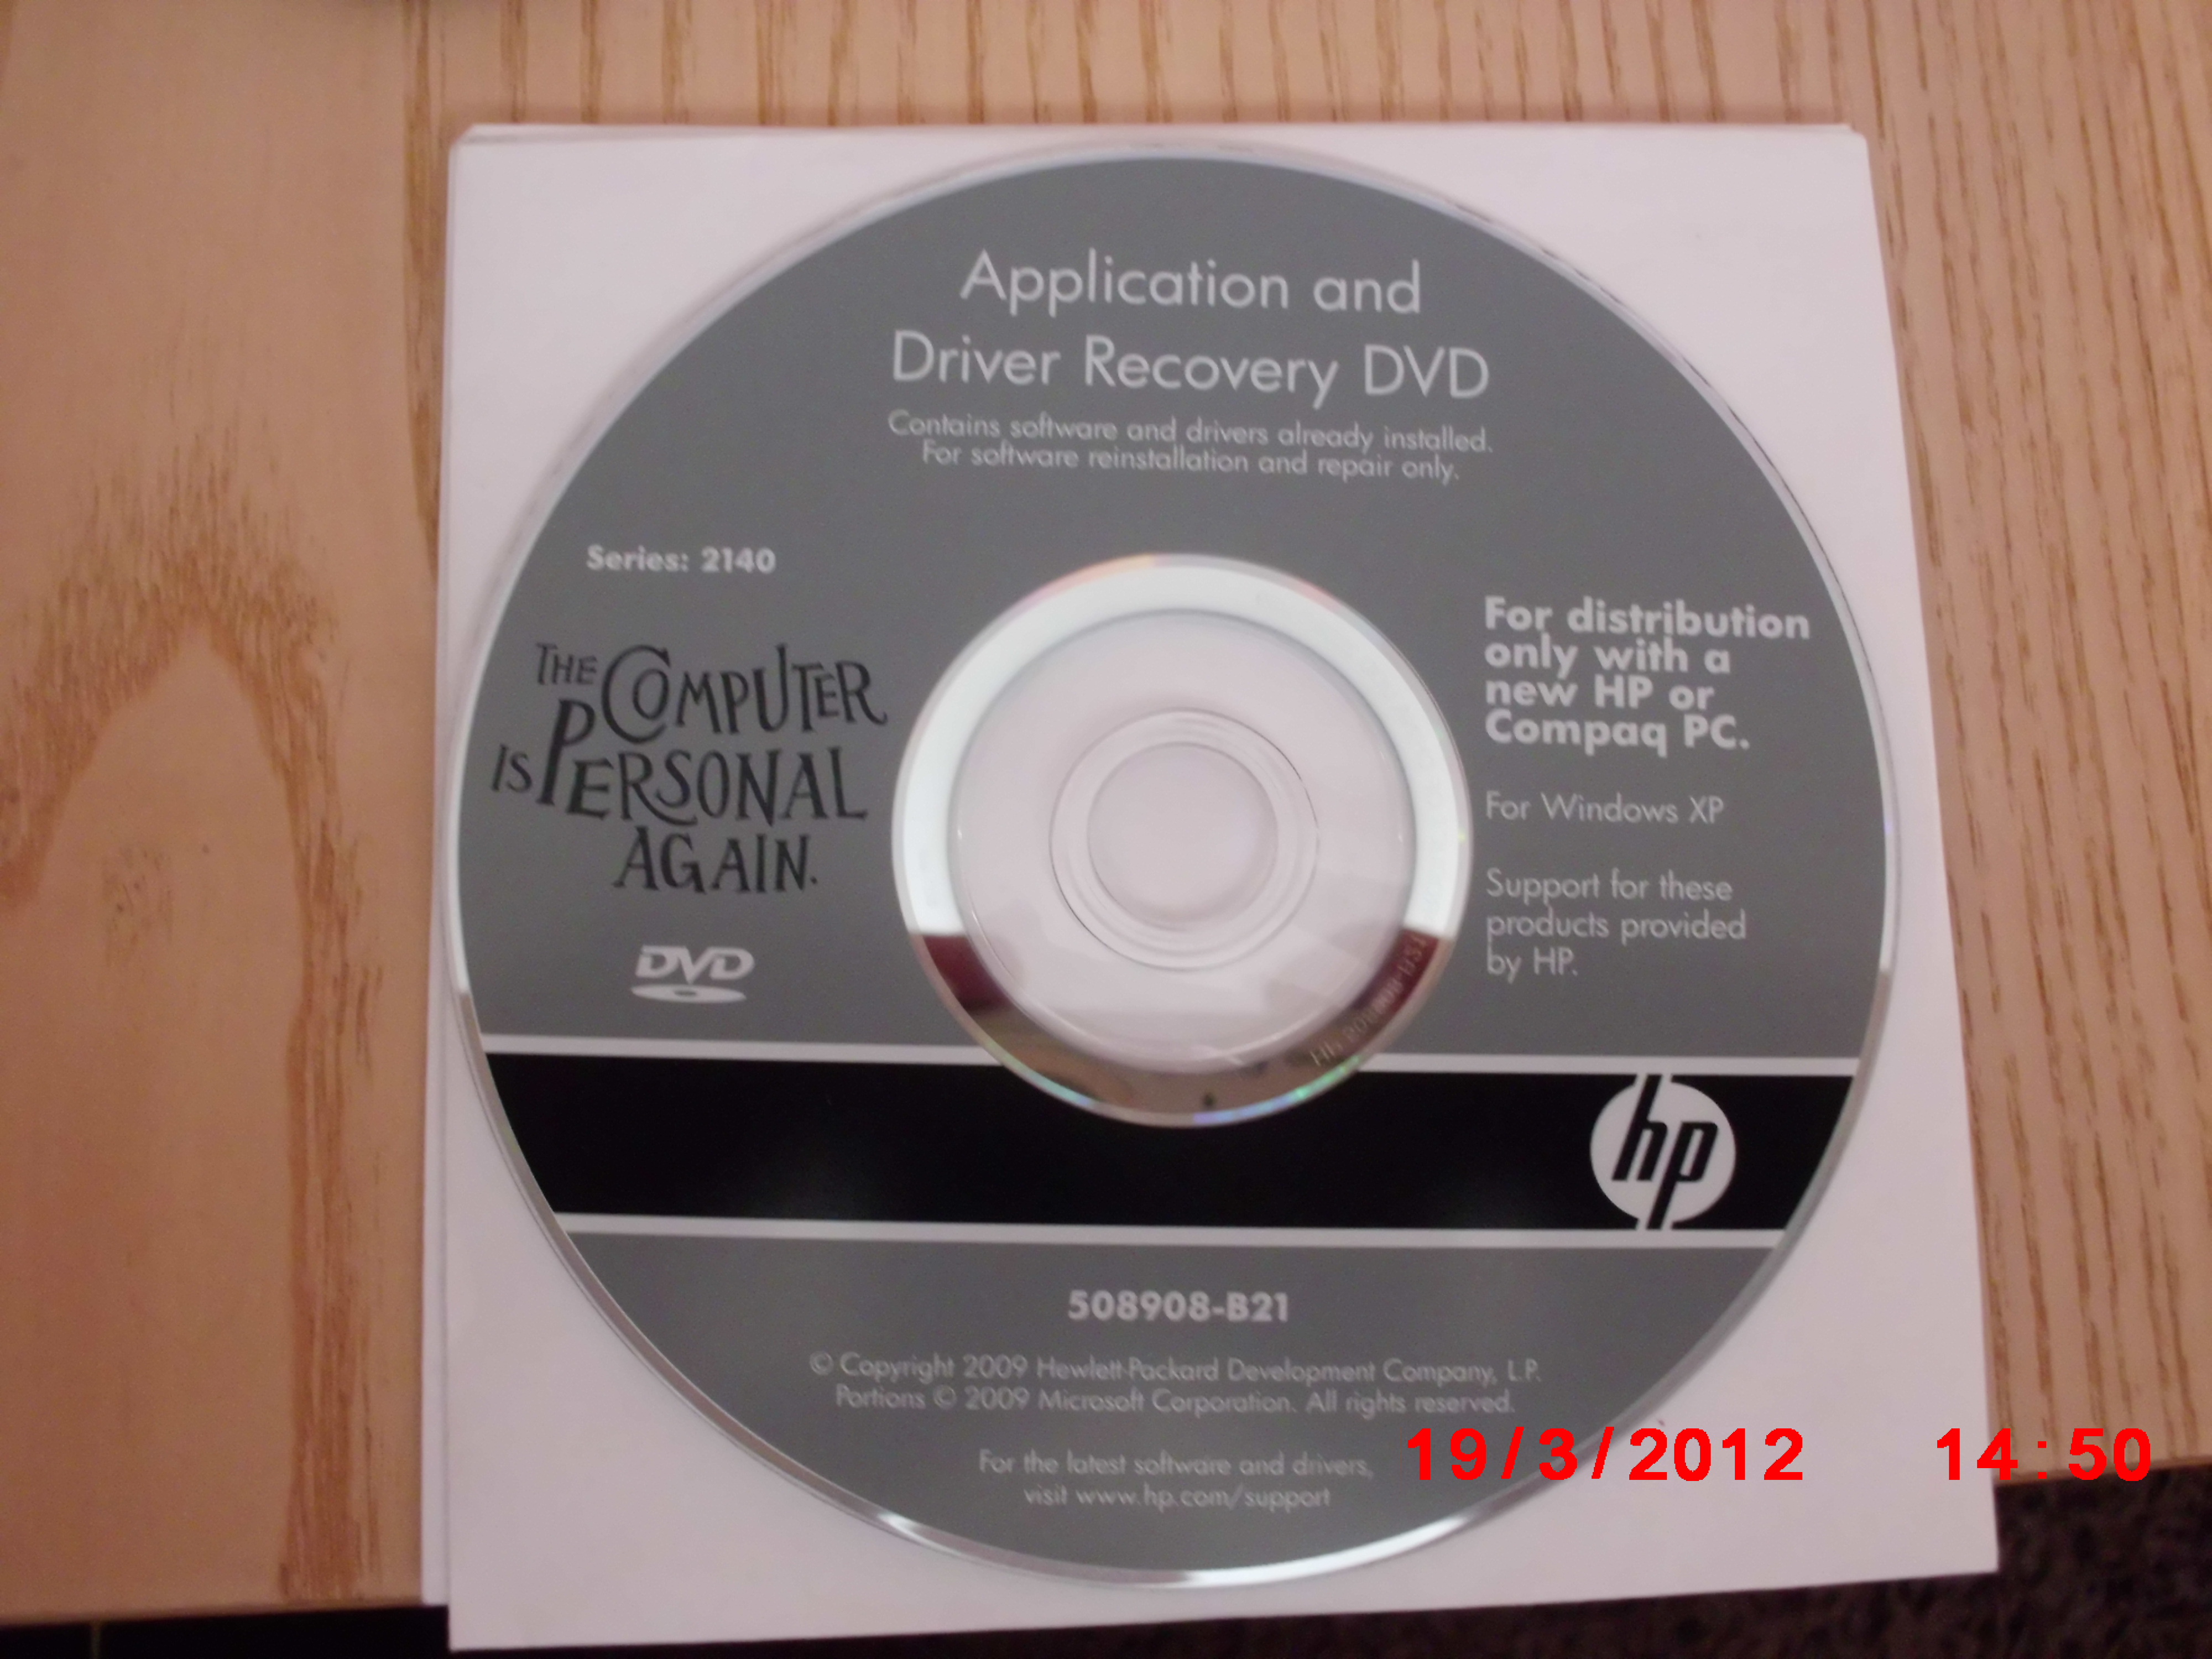 Application and
Driver Recovery DVD
Contains software and drivers already installed.
For software reinstallation and repair only.
Series: 2140
THE COMPUTER
IS PERSONAL
AGAIN.
DVD
For distribution
only with a
new HP or
Compaq PC.
For Windows XP
Support for these
products provided
by HP.
hp
508908-B21
© Copyright 2009 Hewlett-Packard Development Company, L.P.
Portions © 2009 Microsoft Corporation. All rights reserved.
For the latest software and drivers,
visit www.hp.com/support
19/3/2012 14:50